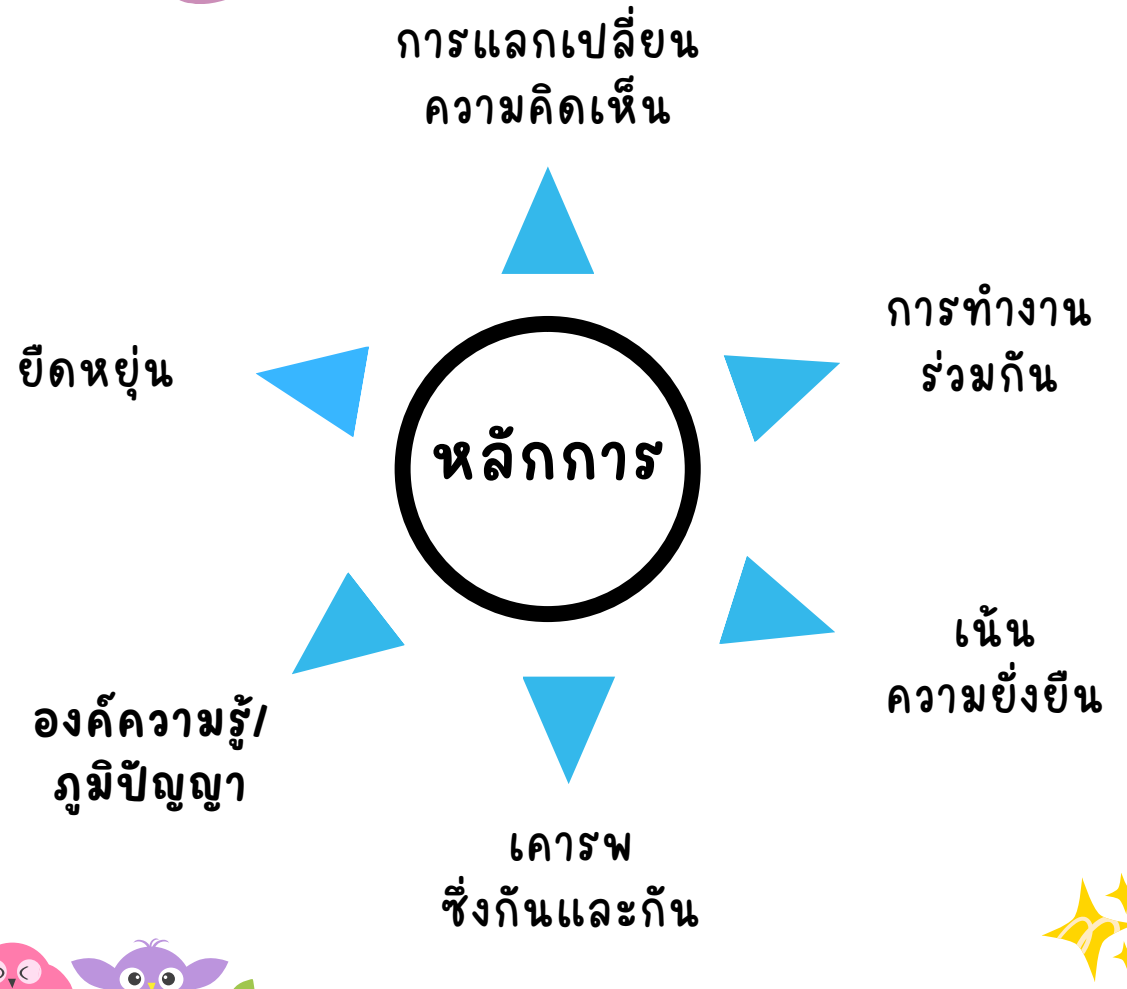 การแลกเปลี่ยน
ความคิดเห็น
การทำงาน
ร่วมกัน
ยืดหยุ่น
หลักการ
เน้น
ความยั่งยืน
องค์ความรู้/
ภูมิปัญญา
เคารพ
ซึ่งกันและกัน